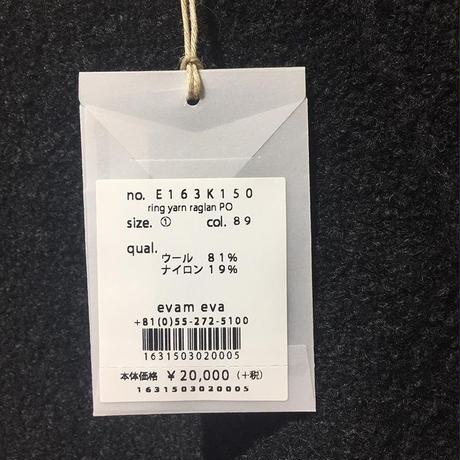 no. E163K150
ring yarn raglan PO
size. ① col. 89
qual.
ウール 81%
ナイロン 19%
evam eva
+81(0)55-272-5100
1631503020005
本体価格 ¥20,000 (+税)
1631503020005